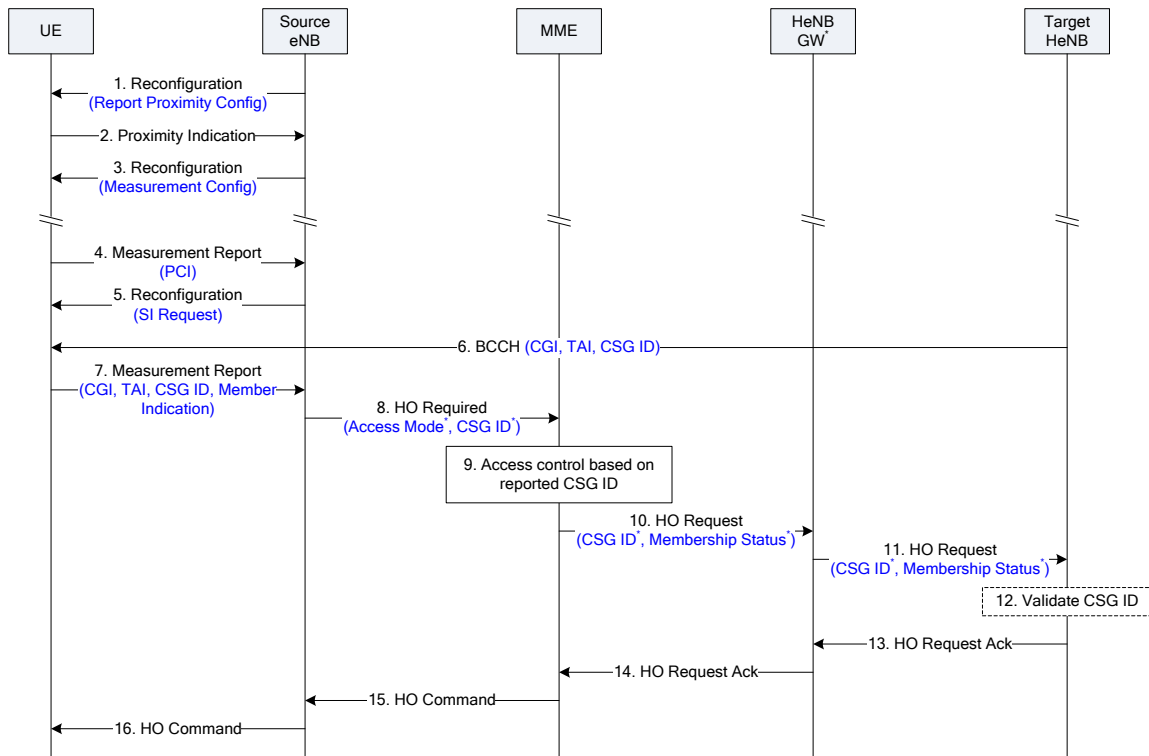 UE
Source
eNB
MME
HeNB
GW*
Target
HeNB
1. Reconfiguration
(Report Proximity Config)
2. Proximity Indication
3. Reconfiguration
(Measurement Config)
4. Measurement Report
(PCI)
5. Reconfiguration
(SI Request)
6. BCCH (CGI, TAI, CSG ID)
7. Measurement Report
(CGI, TAI, CSG ID, Member
Indication)
8. HO Required
(Access Mode*, CSG ID*)
9. Access control based on
reported CSG ID
10. HO Request
(CSG ID*, Membership Status*)
11. HO Request
(CSG ID*, Membership Status*)
12. Validate CSG ID
13. HO Request Ack
14. HO Request Ack
15. HO Command
16. HO Command